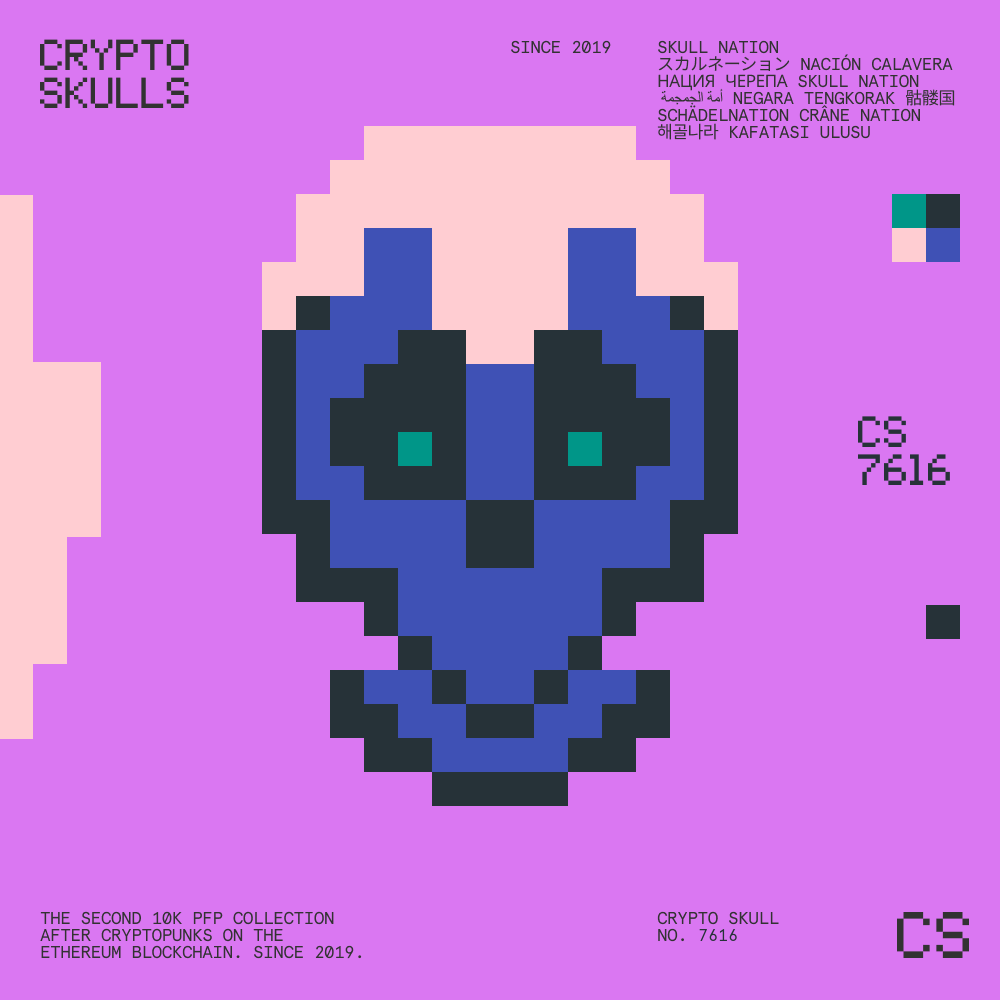 CRYPTO
SKULLS
SINCE 2019
SKULL NATION
スカルネーション NACIÓN CALAVERA
НАЦИЯ ЧЕРЕПА SKULL NATION
أمة الجمجمة NEGARA TENGKORAK 骷髅国
SCHÄDELNATION CRÂNE NATION
해골나라 KAFATASI ULUSU
CS
7616
THE SECOND 10K PFP COLLECTION
AFTER CRYPTOPUNKS ON THE
ETHEREUM BLOCKCHAIN. SINCE 2019.
CRYPTO SKULL
NO. 7616
CS